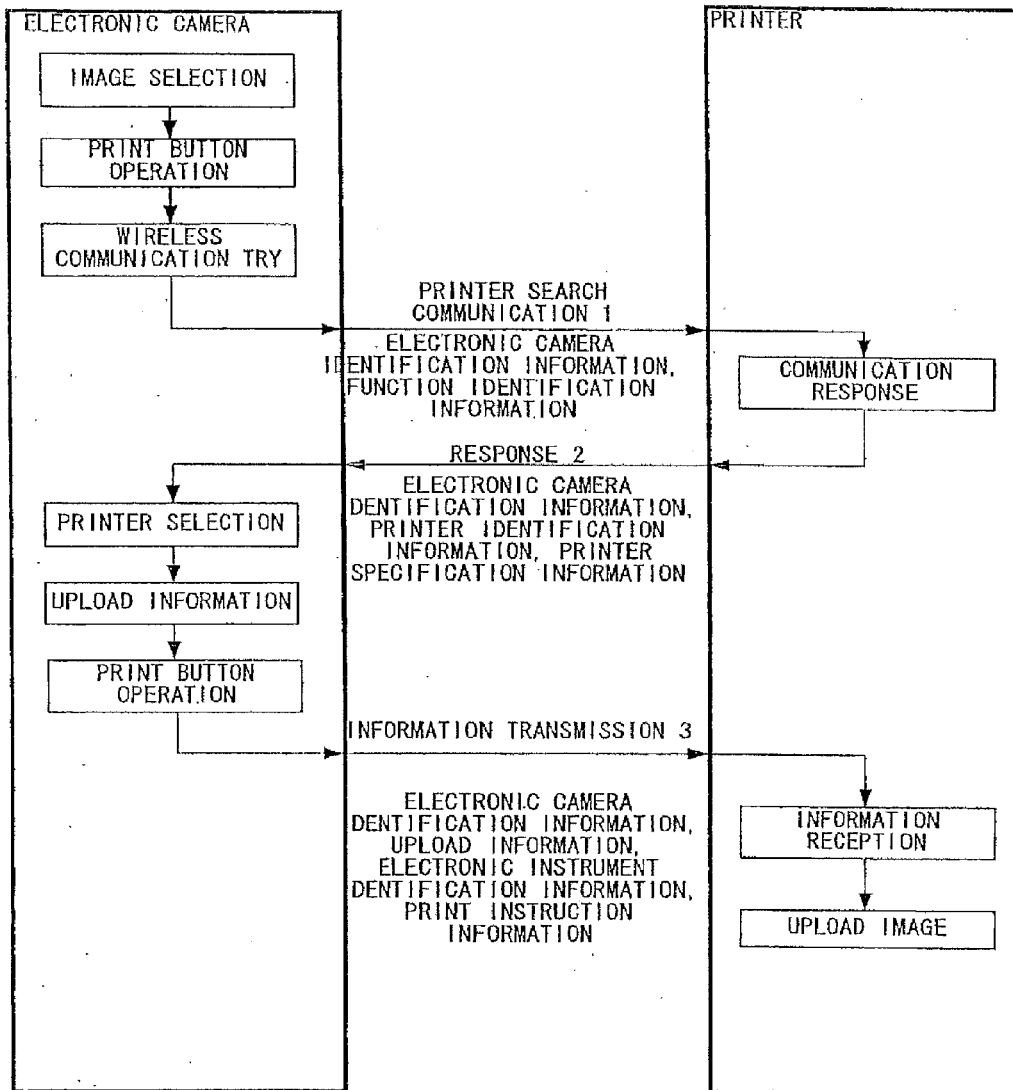 ELECTRONIC CAMERA
PRINTER
IMAGE SELECTION
PRINT BUTTON
OPERATION
WIRELESS
COMMUNICATION TRY
PRINTER SEARCH
COMMUNICATION 1
ELECTRONIC CAMERA
IDENTIFICATION INFORMATION,
FUNCTION IDENTIFICATION
INFORMATION
COMMUNICATION
RESPONSE
RESPONSE 2
ELECTRONIC CAMERA
DENTIFICATION INFORMATION,
PRINTER IDENTIFICATION
INFORMATION, PRINTER
SPECIFICATION INFORMATION
PRINTER SELECTION
UPLOAD INFORMATION
PRINT BUTTON
OPERATION
INFORMATION TRANSMISSION 3
ELECTRONIC CAMERA
DENTIFICATION INFORMATION,
UPLOAD INFORMATION,
ELECTRONIC INSTRUMENT
DENTIFICATION INFORMATION,
PRINT INSTRUCTION
INFORMATION
INFORMATION
RECEPTION
UPLOAD IMAGE